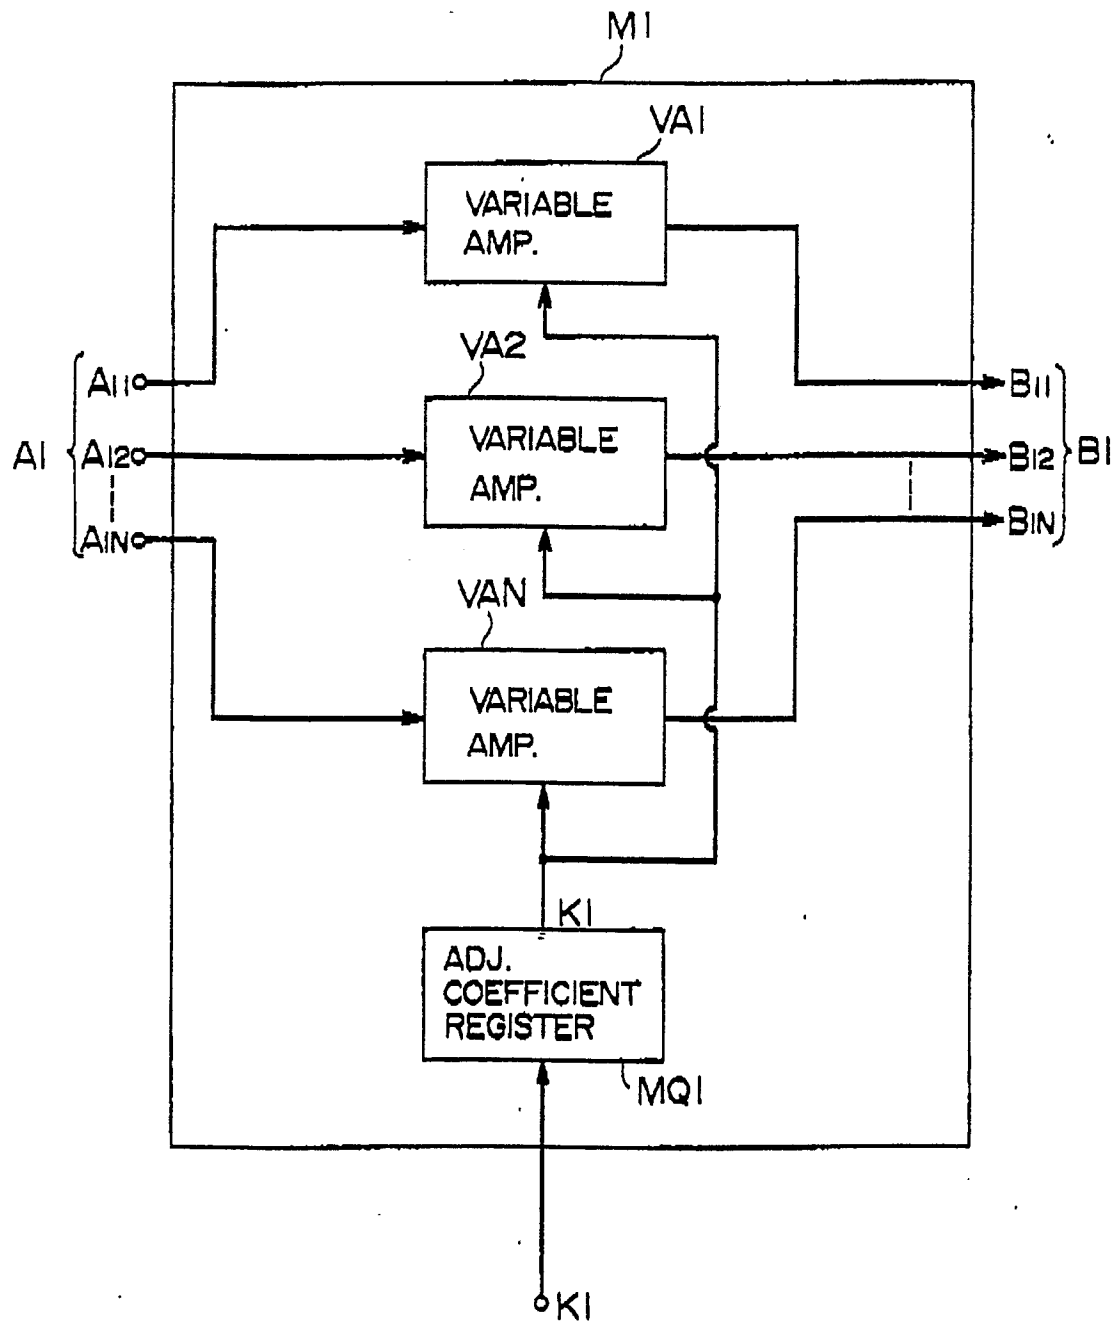 M1
VA1
VARIABLE
AMP.
VA2
A11
B11
A1
A12
VARIABLE
AMP.
B12
B1
A1N
B1N
VAN
VARIABLE
AMP.
K1
ADJ.
COEFFICIENT
REGISTER
MQ1
K1